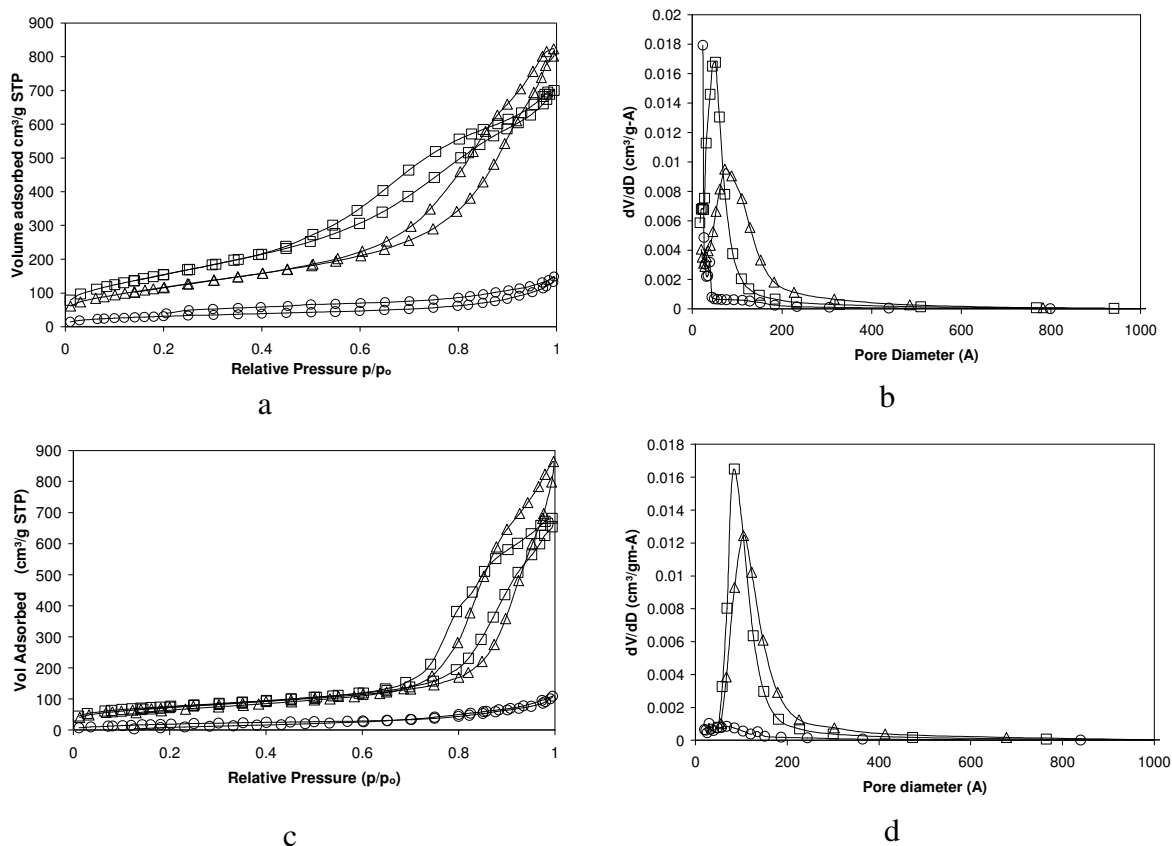 900
800
700
600
500
400
300
200
100
0
Volume adsorbed cm³/g STP
0 0.2 0.4 0.6 0.8 1
Relative Pressure p/pₒ
a
0.02
0.018
0.016
0.014
0.012
0.01
0.008
0.006
0.004
0.002
0
dV/dD (cm³/g-A)
0 200 400 600 800 1000
Pore Diameter (A)
b
900
800
700
600
500
400
300
200
100
0
Vol Adsorbed (cm³/g STP)
0 0.2 0.4 0.6 0.8 1
Relative Pressure (p/pₒ)
c
0.018
0.016
0.014
0.012
0.01
0.008
0.006
0.004
0.002
0
dV/dD (cm³/gm-A)
0 200 400 600 800 1000
Pore diameter (A)
d